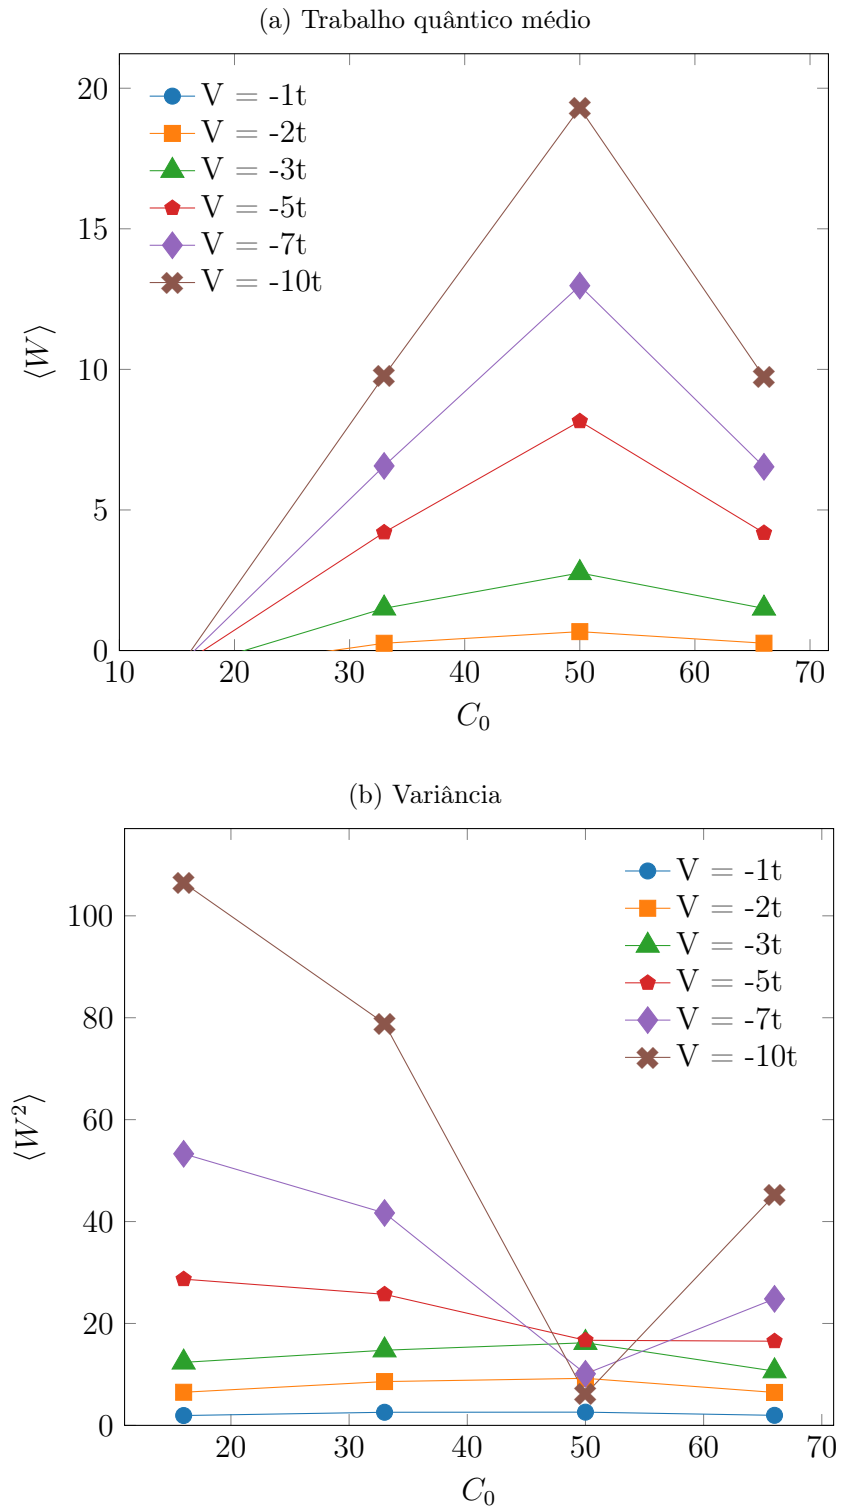 (a) Trabalho quântico médio
20
15
10
5
0
⟨W⟩
V = -1t
V = -2t
V = -3t
V = -5t
V = -7t
V = -10t
10 20 30 40 50 60 70
C₀
(b) Variância
100
80
60
40
20
0
⟨W²⟩
V = -1t
V = -2t
V = -3t
V = -5t
V = -7t
V = -10t
20 30 40 50 60 70
C₀